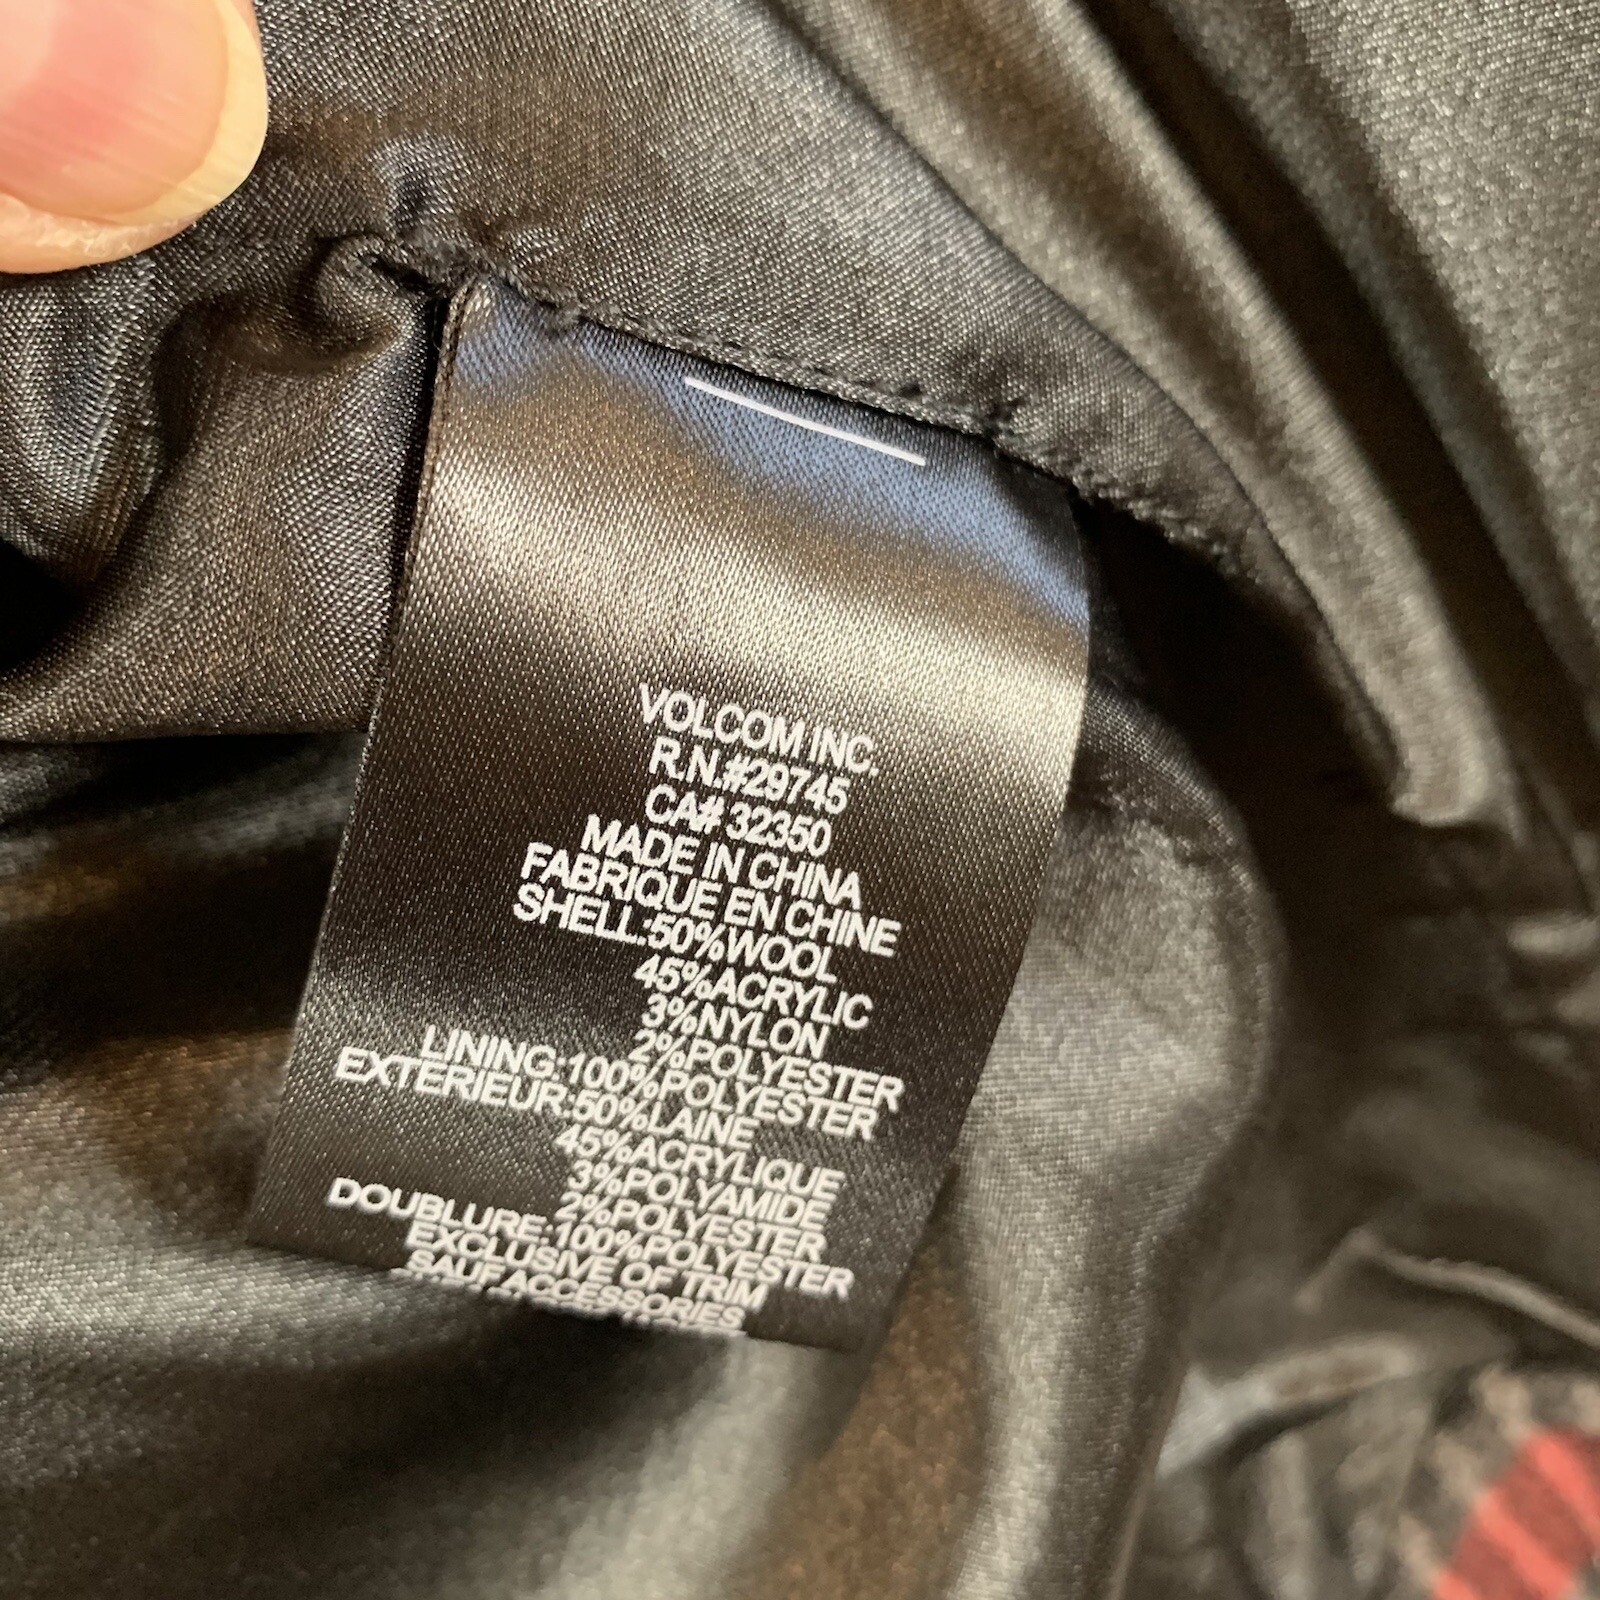 VOLCOM INC.
R.N.#29745
CA# 32350
MADE IN CHINA
FABRIQUE EN CHINE
SHELL:50%WOOL
45%ACRYLIC
3%NYLON
2%POLYESTER
LINING:100%POLYESTER
EXTERIEUR:50%LAINE
45%ACRYLIQUE
3%POLYAMIDE
2%POLYESTER
DOUBLURE:100%POLYESTER
EXCLUSIVE OF TRIM
SAUF ACCESSORIES